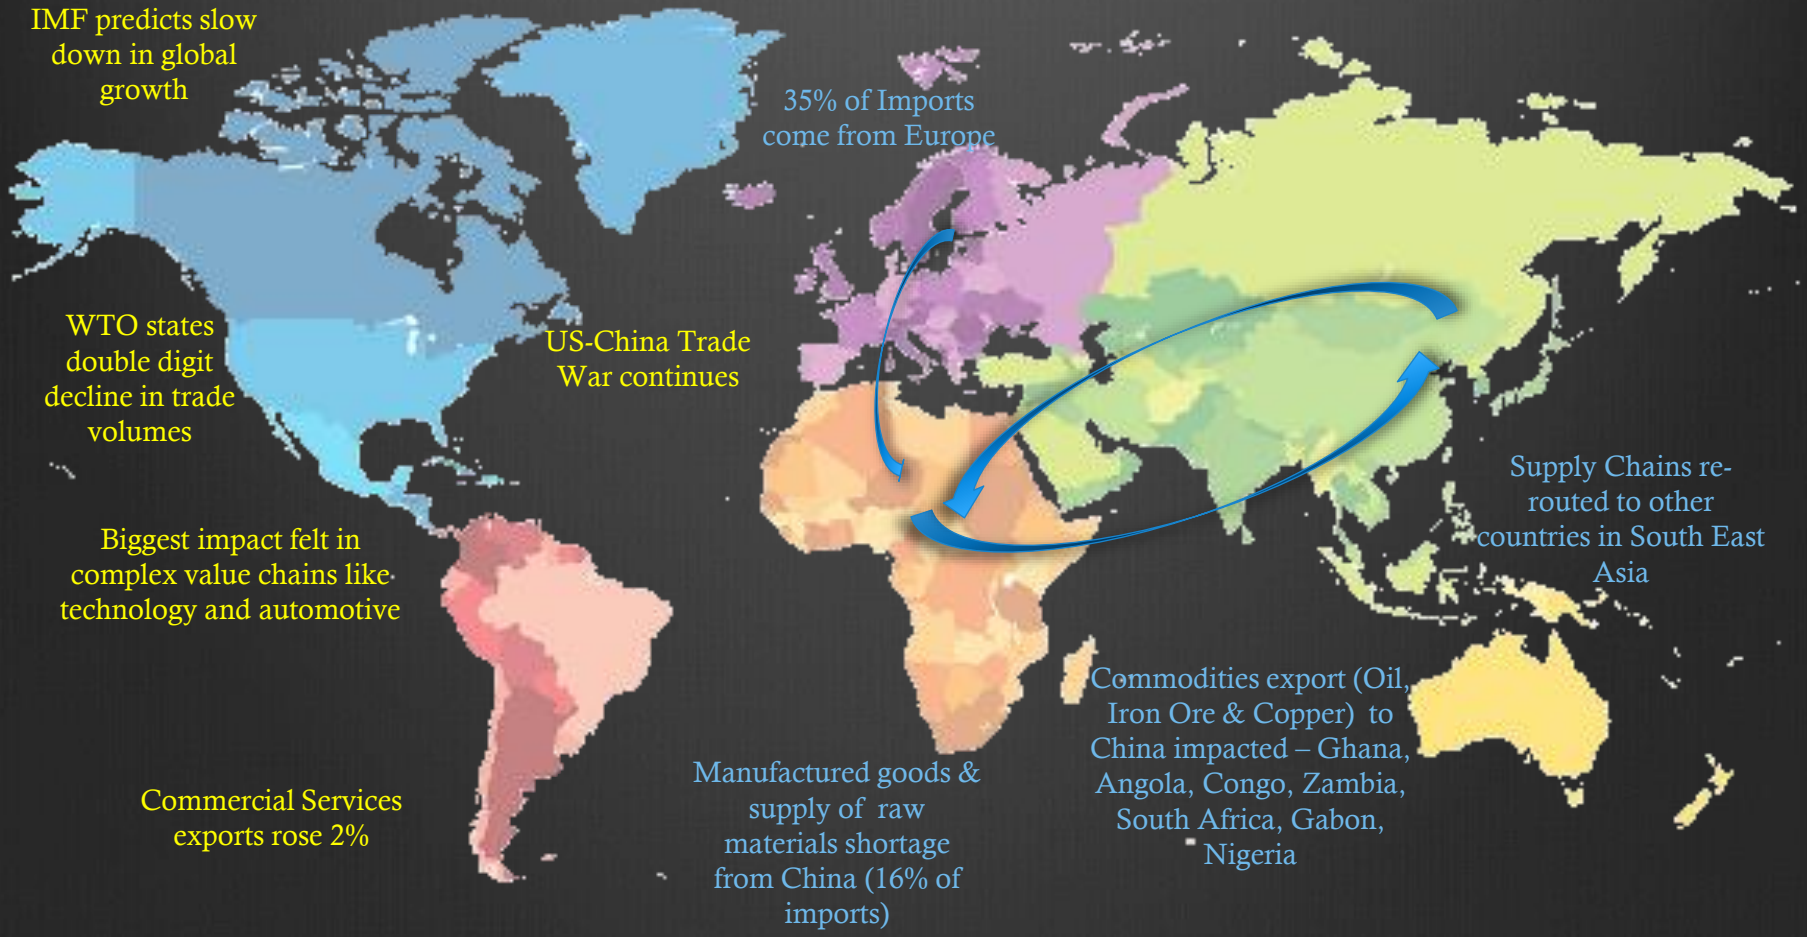 IMF predicts slow
down in global
growth
35% of Imports
come from Europe
WTO states
double digit
decline in trade
volumes
US-China Trade
War continues
Supply Chains re-
routed to other
countries in South East
Asia
Biggest impact felt in
complex value chains like
technology and automotive
Commodities export (Oil,
Iron Ore & Copper) to
China impacted – Ghana,
Angola, Congo, Zambia,
South Africa, Gabon,
Nigeria
Manufactured goods &
supply of raw
materials shortage
from China (16% of
imports)
Commercial Services
exports rose 2%